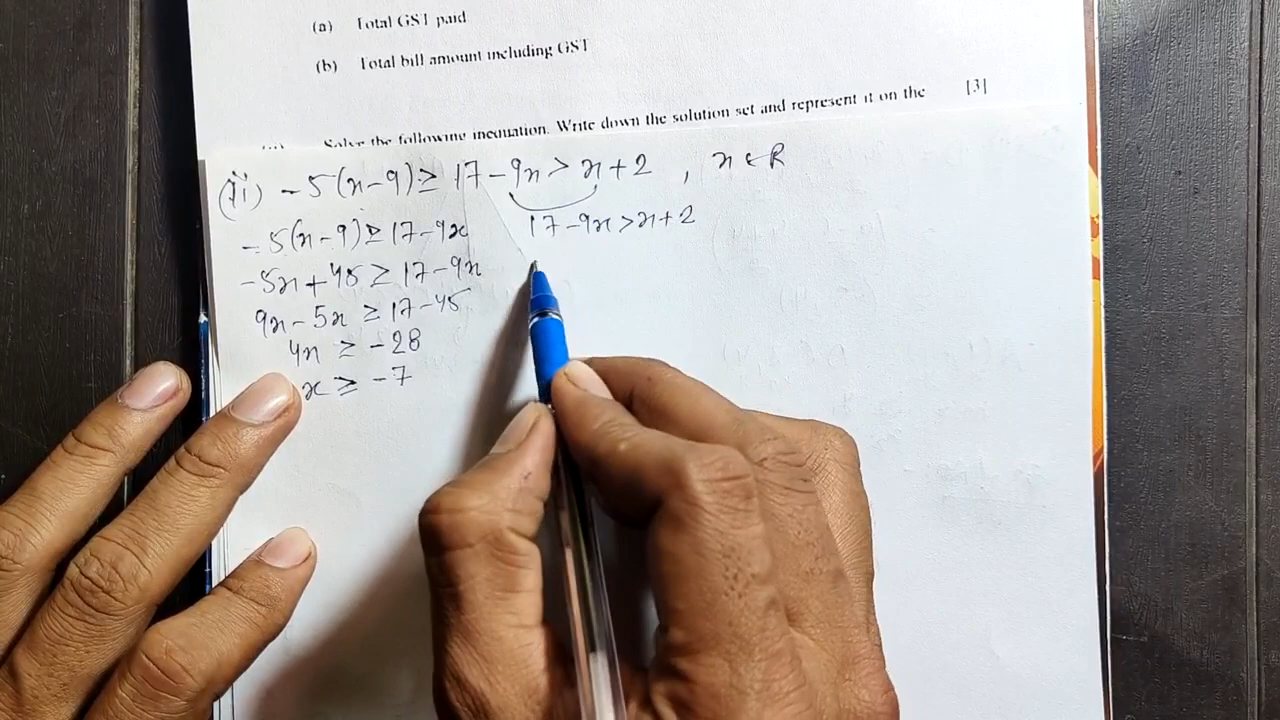 (a) Total GST paid
(b) Total bill amount including GST
Solve the following inequation. Write down the solution set and represent it on the [3]
(ii) -5(x-9) ≥ 17-9x > x+2 , x ∈ R
-5(x-9) ≥ 17-9x
17-9x > x+2
-5x+45 ≥ 17-9x
9x-5x ≥ 17-45
4x ≥ -28
x ≥ -7